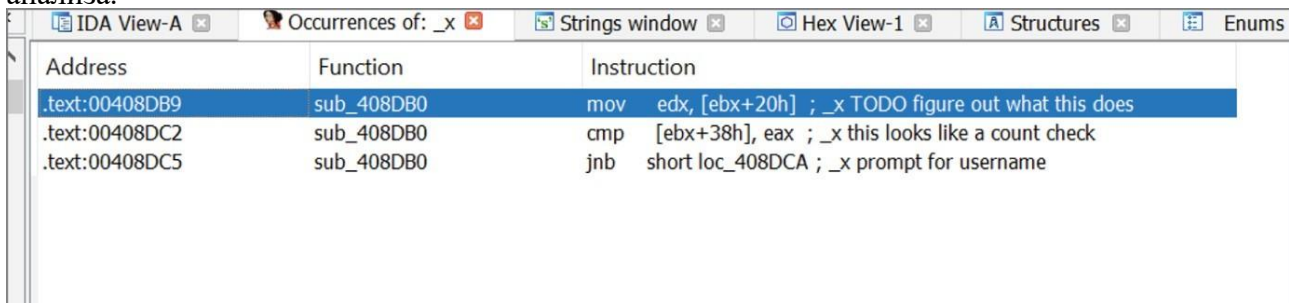 анализа.
IDA View-A Occurrences of: _x Strings window Hex View-1 Structures Enums
Address Function Instruction
.text:00408DB9 sub_408DB0 mov edx, [ebx+20h] ; _x TODO figure out what this does
.text:00408DC2 sub_408DB0 cmp [ebx+38h], eax ; _x this looks like a count check
.text:00408DC5 sub_408DB0 jnb short loc_408DCA ; _x prompt for username